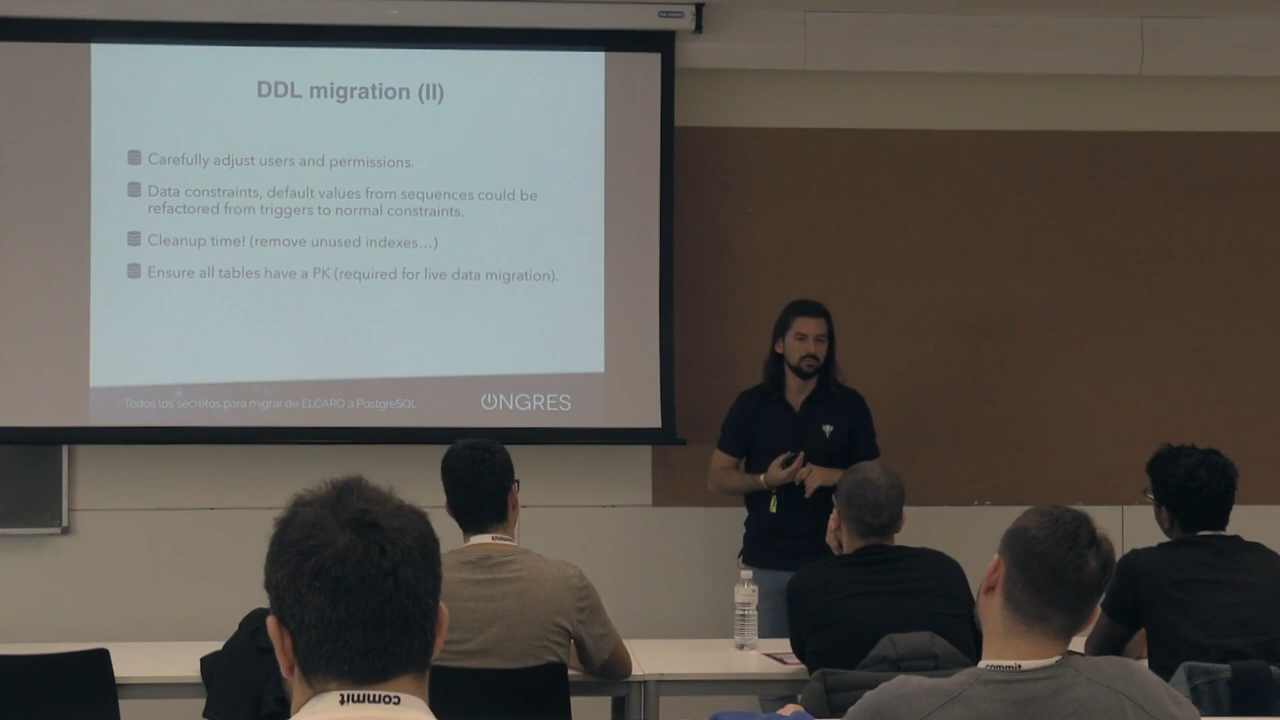 DDL migration (II)
Carefully adjust users and permissions.
Data constraints, default values from sequences could be
refactored from triggers to normal constraints.
Cleanup time! (remove unused indexes...)
Ensure all tables have a PK (required for live data migration).
Todos los secretos para migrar de ELCARO a PostgreSQL
ONGRES
commit
commit
commit